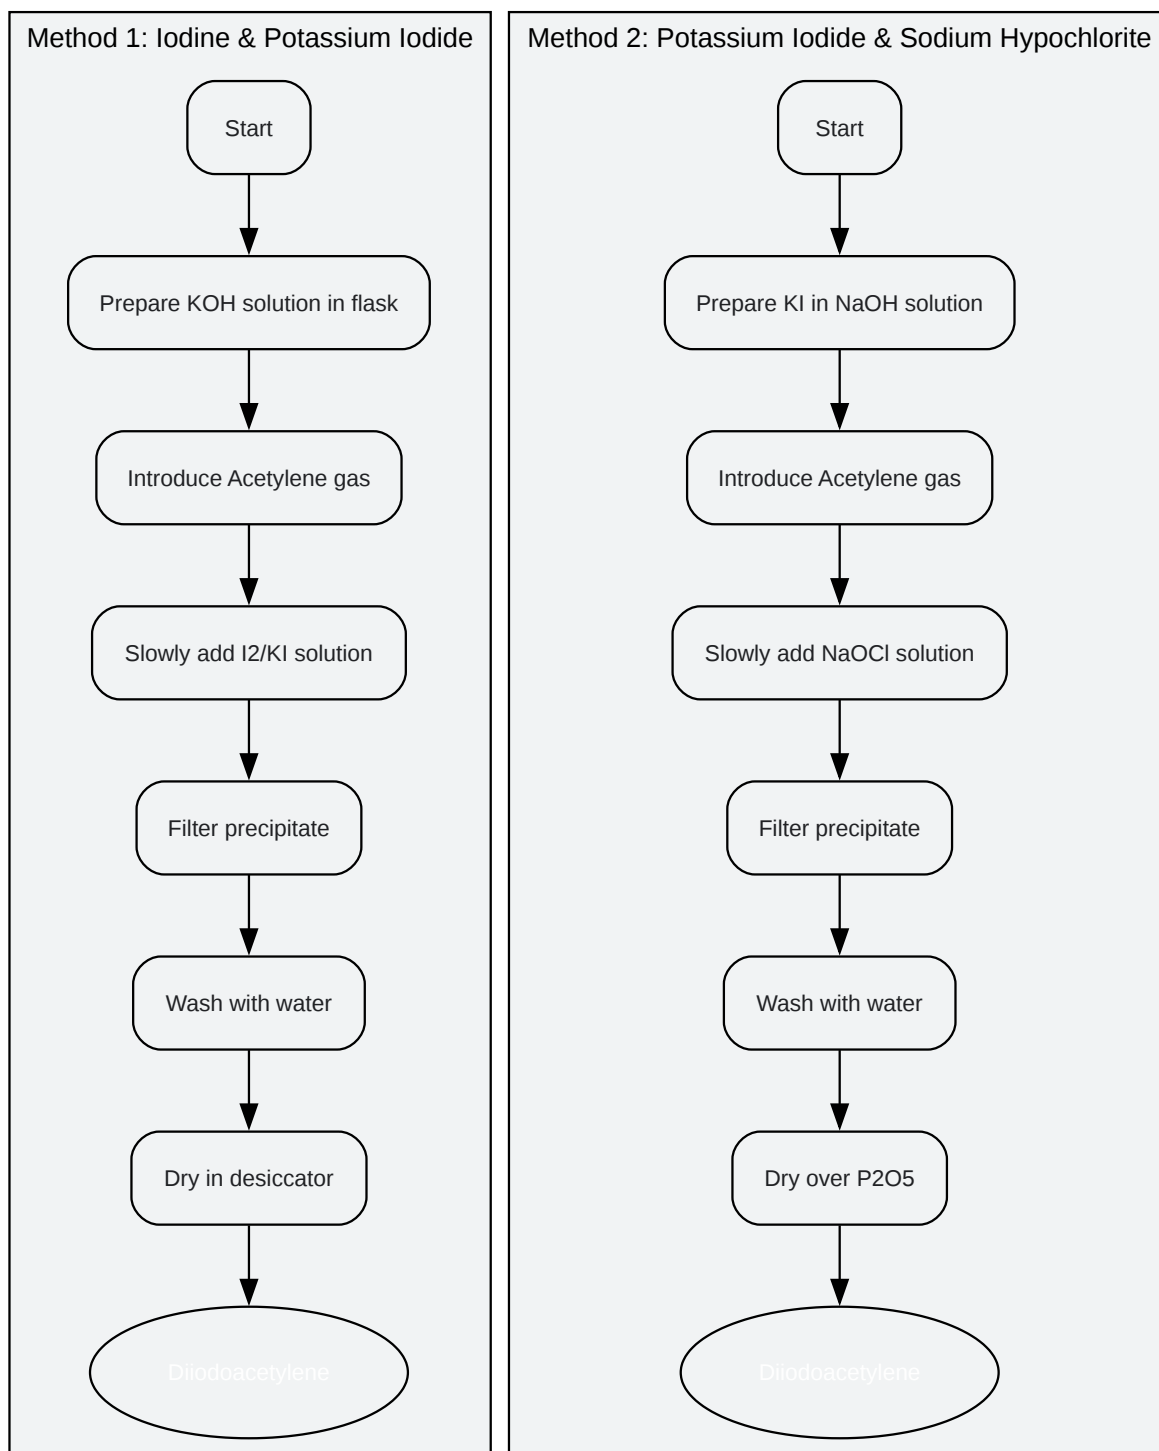 Method 1: Iodine & Potassium Iodide
Start
Prepare KOH solution in flask
Introduce Acetylene gas
Slowly add I2/KI solution
Filter precipitate
Wash with water
Dry in desiccator
Diiodoacetylene
Method 2: Potassium Iodide & Sodium Hypochlorite
Start
Prepare KI in NaOH solution
Introduce Acetylene gas
Slowly add NaOCl solution
Filter precipitate
Wash with water
Dry over P2O5
Diiodoacetylene